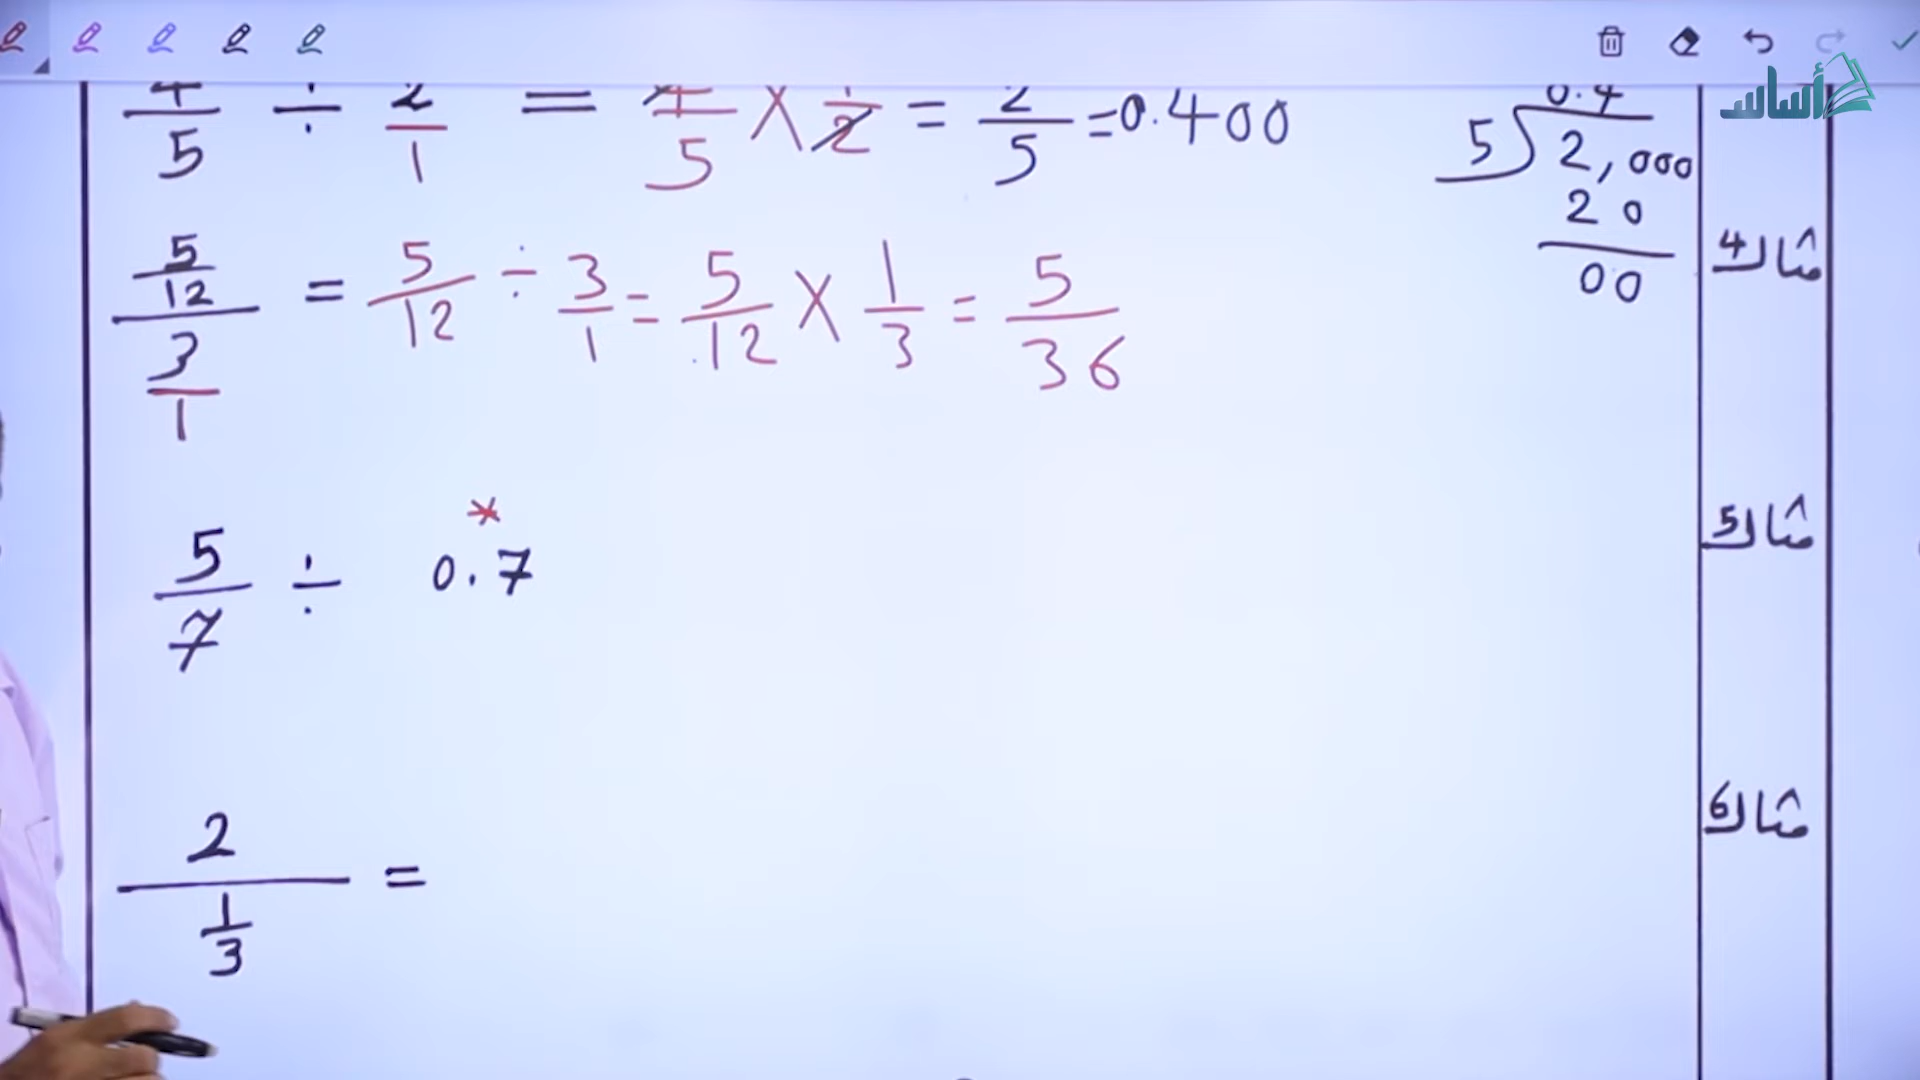 أساس
4/5 ÷ 2/1 = 4/5 × 1/2 = 2/5 = 0.400
0.4
5 2,000
20
00
مثال 4
5/12 / 3/1 = 5/12 ÷ 3/1 = 5/12 × 1/3 = 5/36
مثال 5
*
5/7 ÷ 0.7
مثال 6
2 / 1/3 =